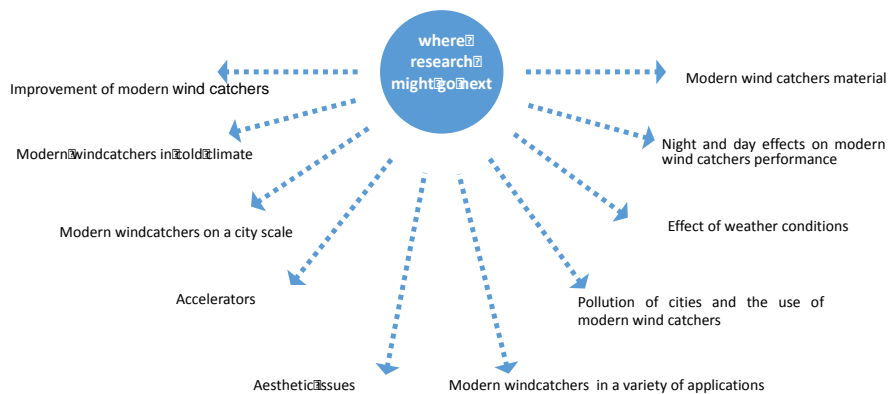 where
research
might go next
Improvement of modern wind catchers
Modern wind catchers material
Modern windcatchers in cold climate
Night and day effects on modern
wind catchers performance
Modern windcatchers on a city scale
Effect of weather conditions
Accelerators
Pollution of cities and the use of
modern wind catchers
Aesthetic issues
Modern windcatchers in a variety of applications